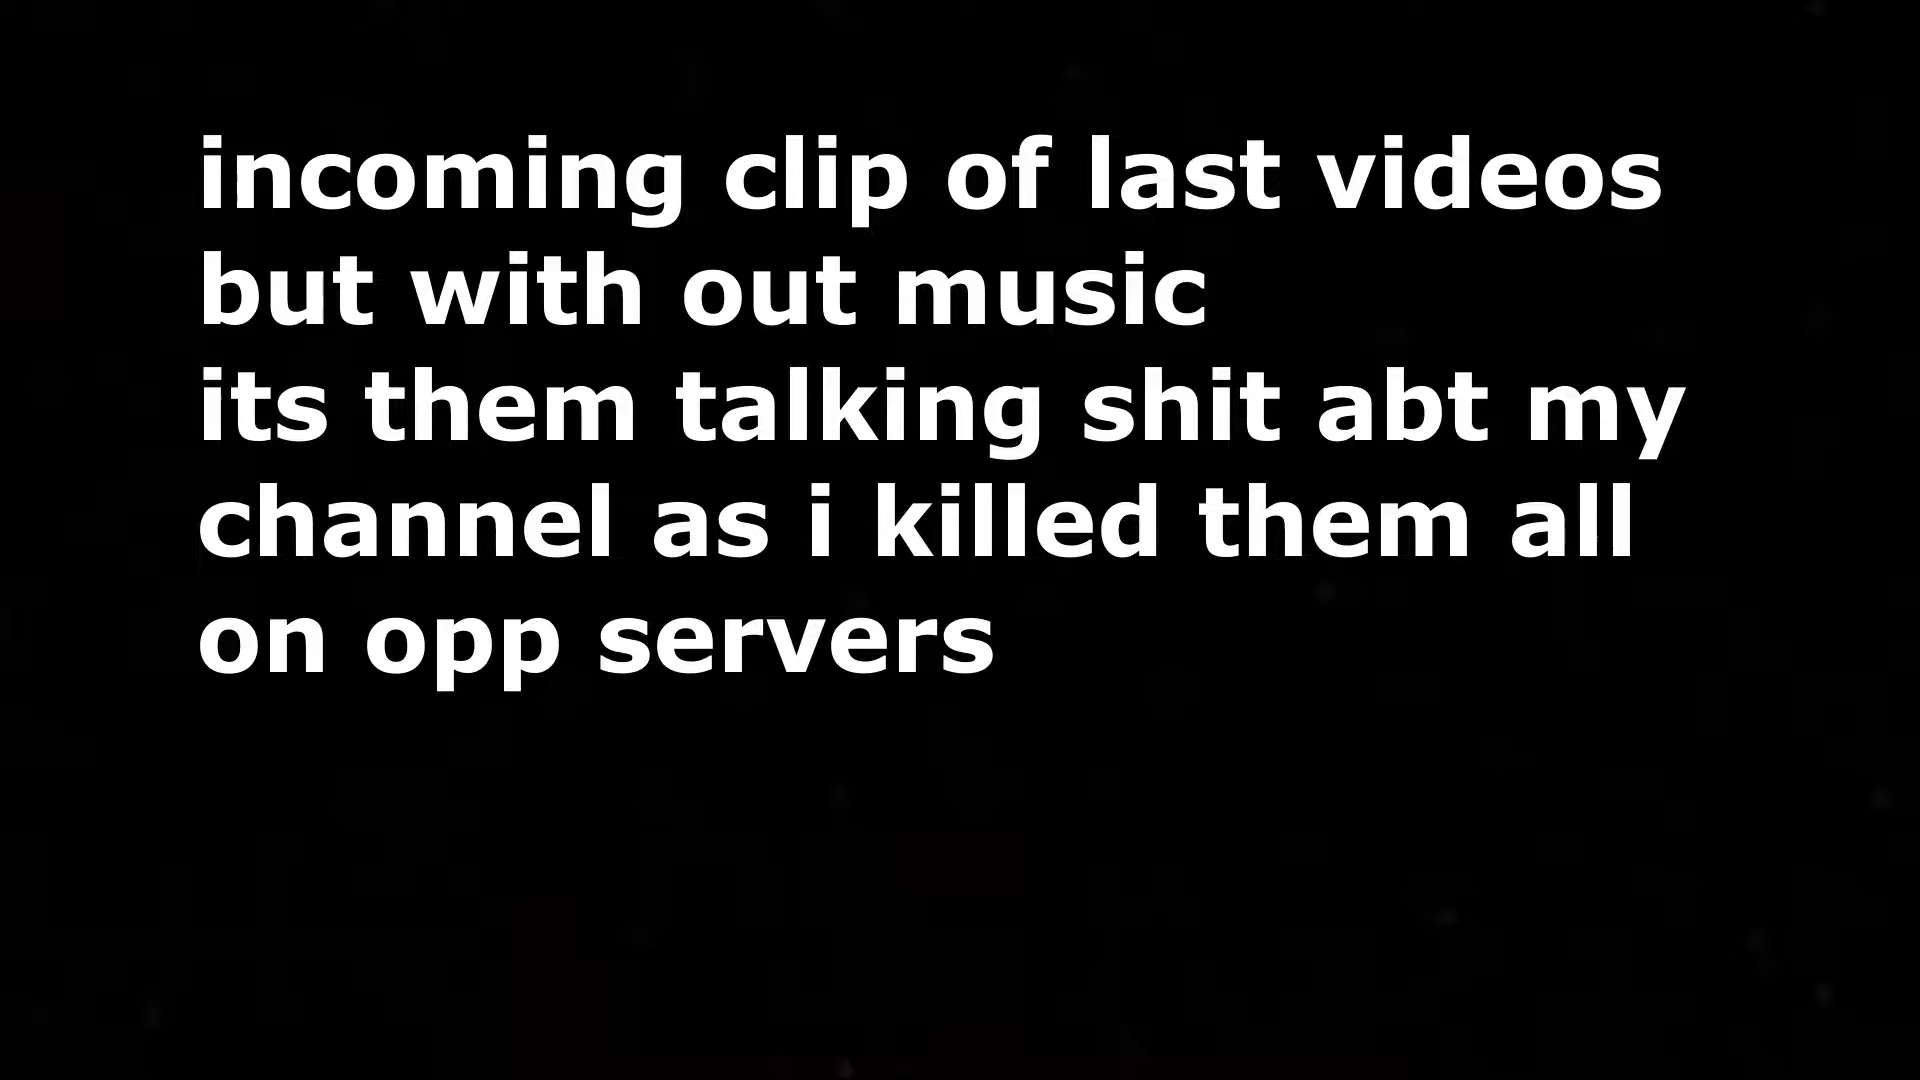 incoming clip of last videos
but with out music
its them talking shit abt my
channel as i killed them all
on opp servers